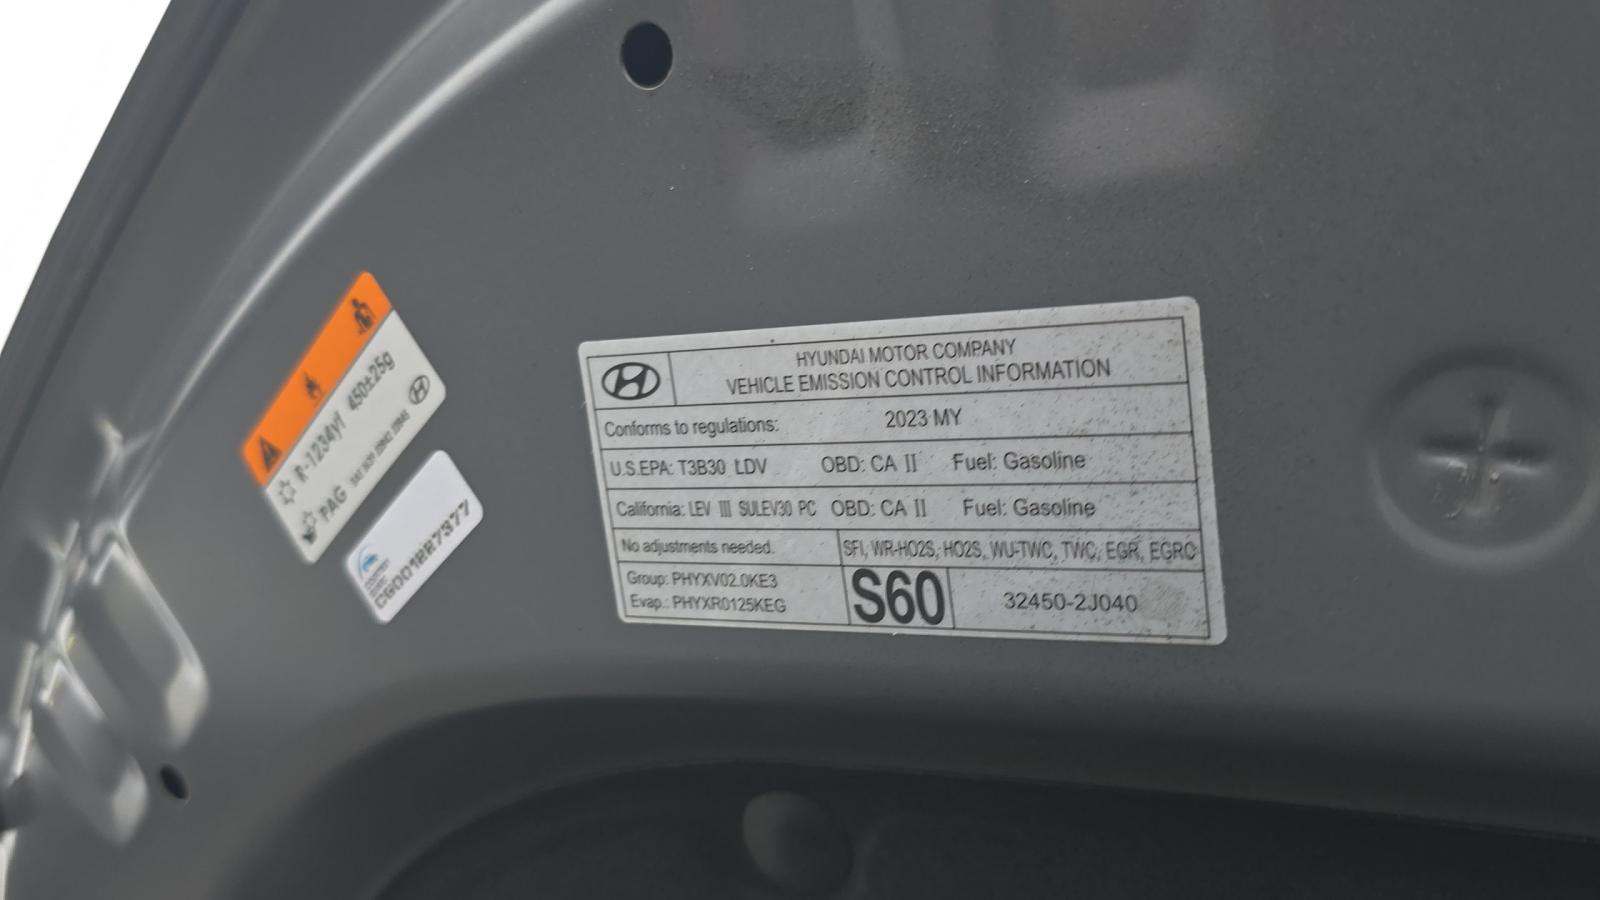 R-1234yf 450±25g
PAG
CG001887377
HYUNDAI MOTOR COMPANY
VEHICLE EMISSION CONTROL INFORMATION
Conforms to regulations: 2023 MY
U.S.EPA: T3B30 LDV OBD: CA II Fuel: Gasoline
California: LEV III SULEV30 PC OBD: CA II Fuel: Gasoline
No adjustments needed. SFI, WR-HO2S, HO2S, WU-TWC, TWC, EGR, EGRC
Group: PHYXV02.0KE3
Evap.: PHYXR0125KEG
S60
32450-2J040